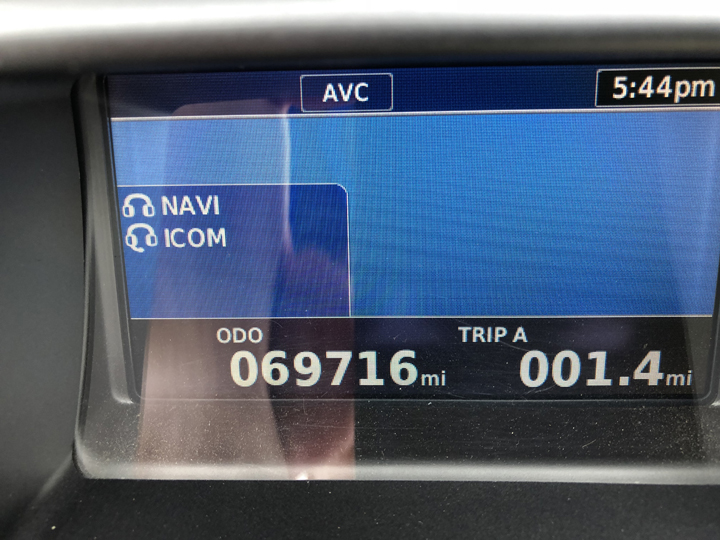 AVC 5:44pm
NAVI
ICOM
ODO TRIP A
069716mi 001.4mi